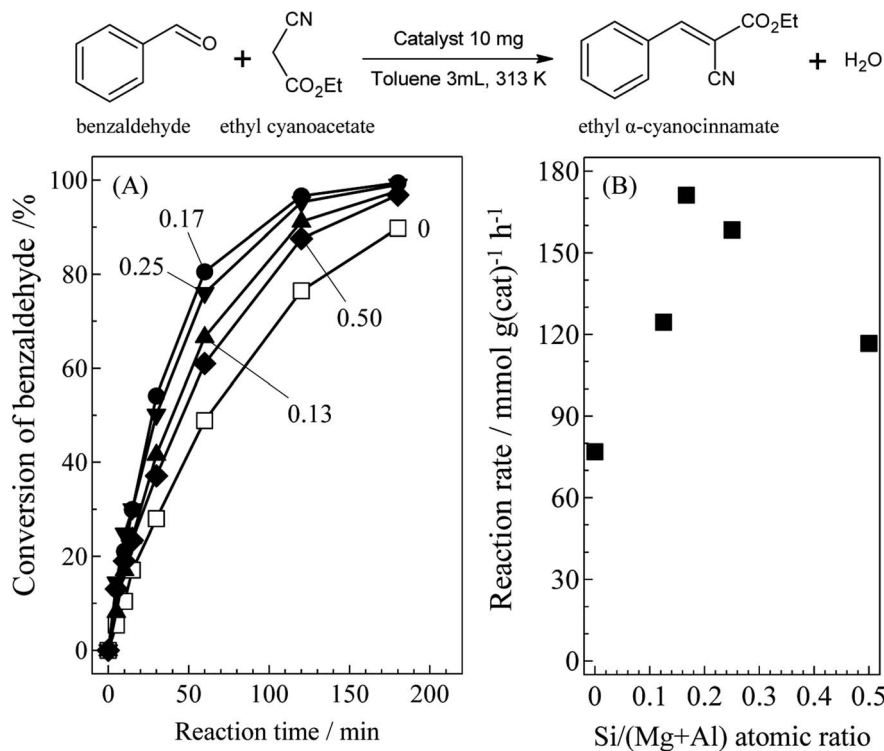 O
+
CN
CO₂Et
Catalyst 10 mg
Toluene 3mL, 313 K
CO₂Et
CN
+ H₂O
benzaldehyde
ethyl cyanoacetate
ethyl α-cyanocinnamate
(A)
Conversion of benzaldehyde /%
100
80
60
40
20
0
0.17
0.25
0
0.50
0.13
0 50 100 150 200
Reaction time / min
(B)
Reaction rate / mmol g(cat)⁻¹ h⁻¹
180
150
120
90
60
30
0
0 0.1 0.2 0.3 0.4 0.5
Si/(Mg+Al) atomic ratio